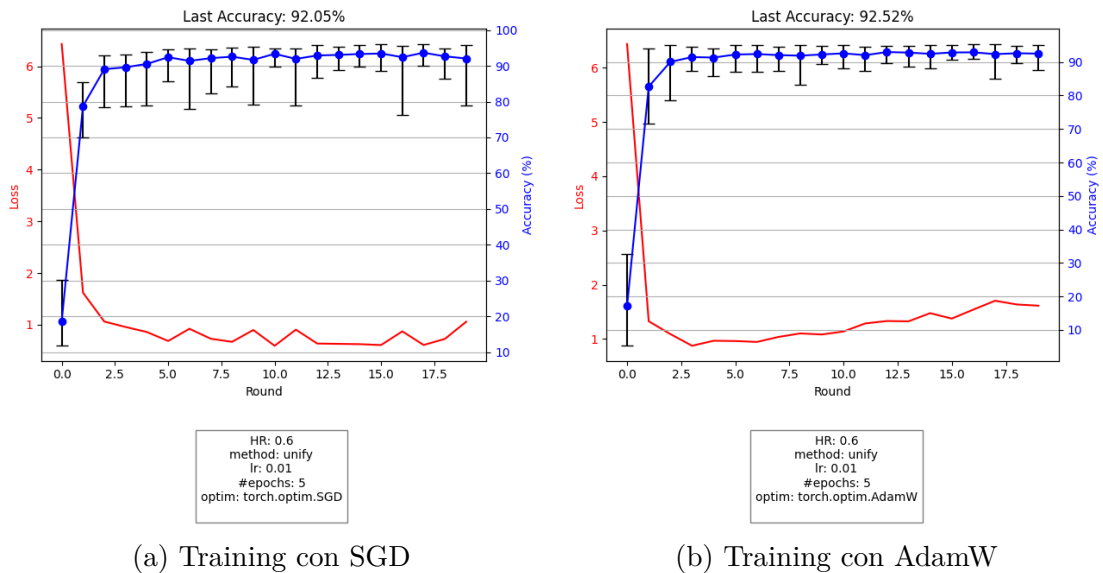 Last Accuracy: 92.05%
6
5
4
3
2
1
Loss
100
90
80
70
60
50
40
30
20
10
Accuracy (%)
0.0 2.5 5.0 7.5 10.0 12.5 15.0 17.5
Round
HR: 0.6
method: unify
lr: 0.01
#epochs: 5
optim: torch.optim.SGD
(a) Training con SGD
Last Accuracy: 92.52%
6
5
4
3
2
1
Loss
90
80
70
60
50
40
30
20
10
Accuracy (%)
0.0 2.5 5.0 7.5 10.0 12.5 15.0 17.5
Round
HR: 0.6
method: unify
lr: 0.01
#epochs: 5
optim: torch.optim.AdamW
(b) Training con AdamW